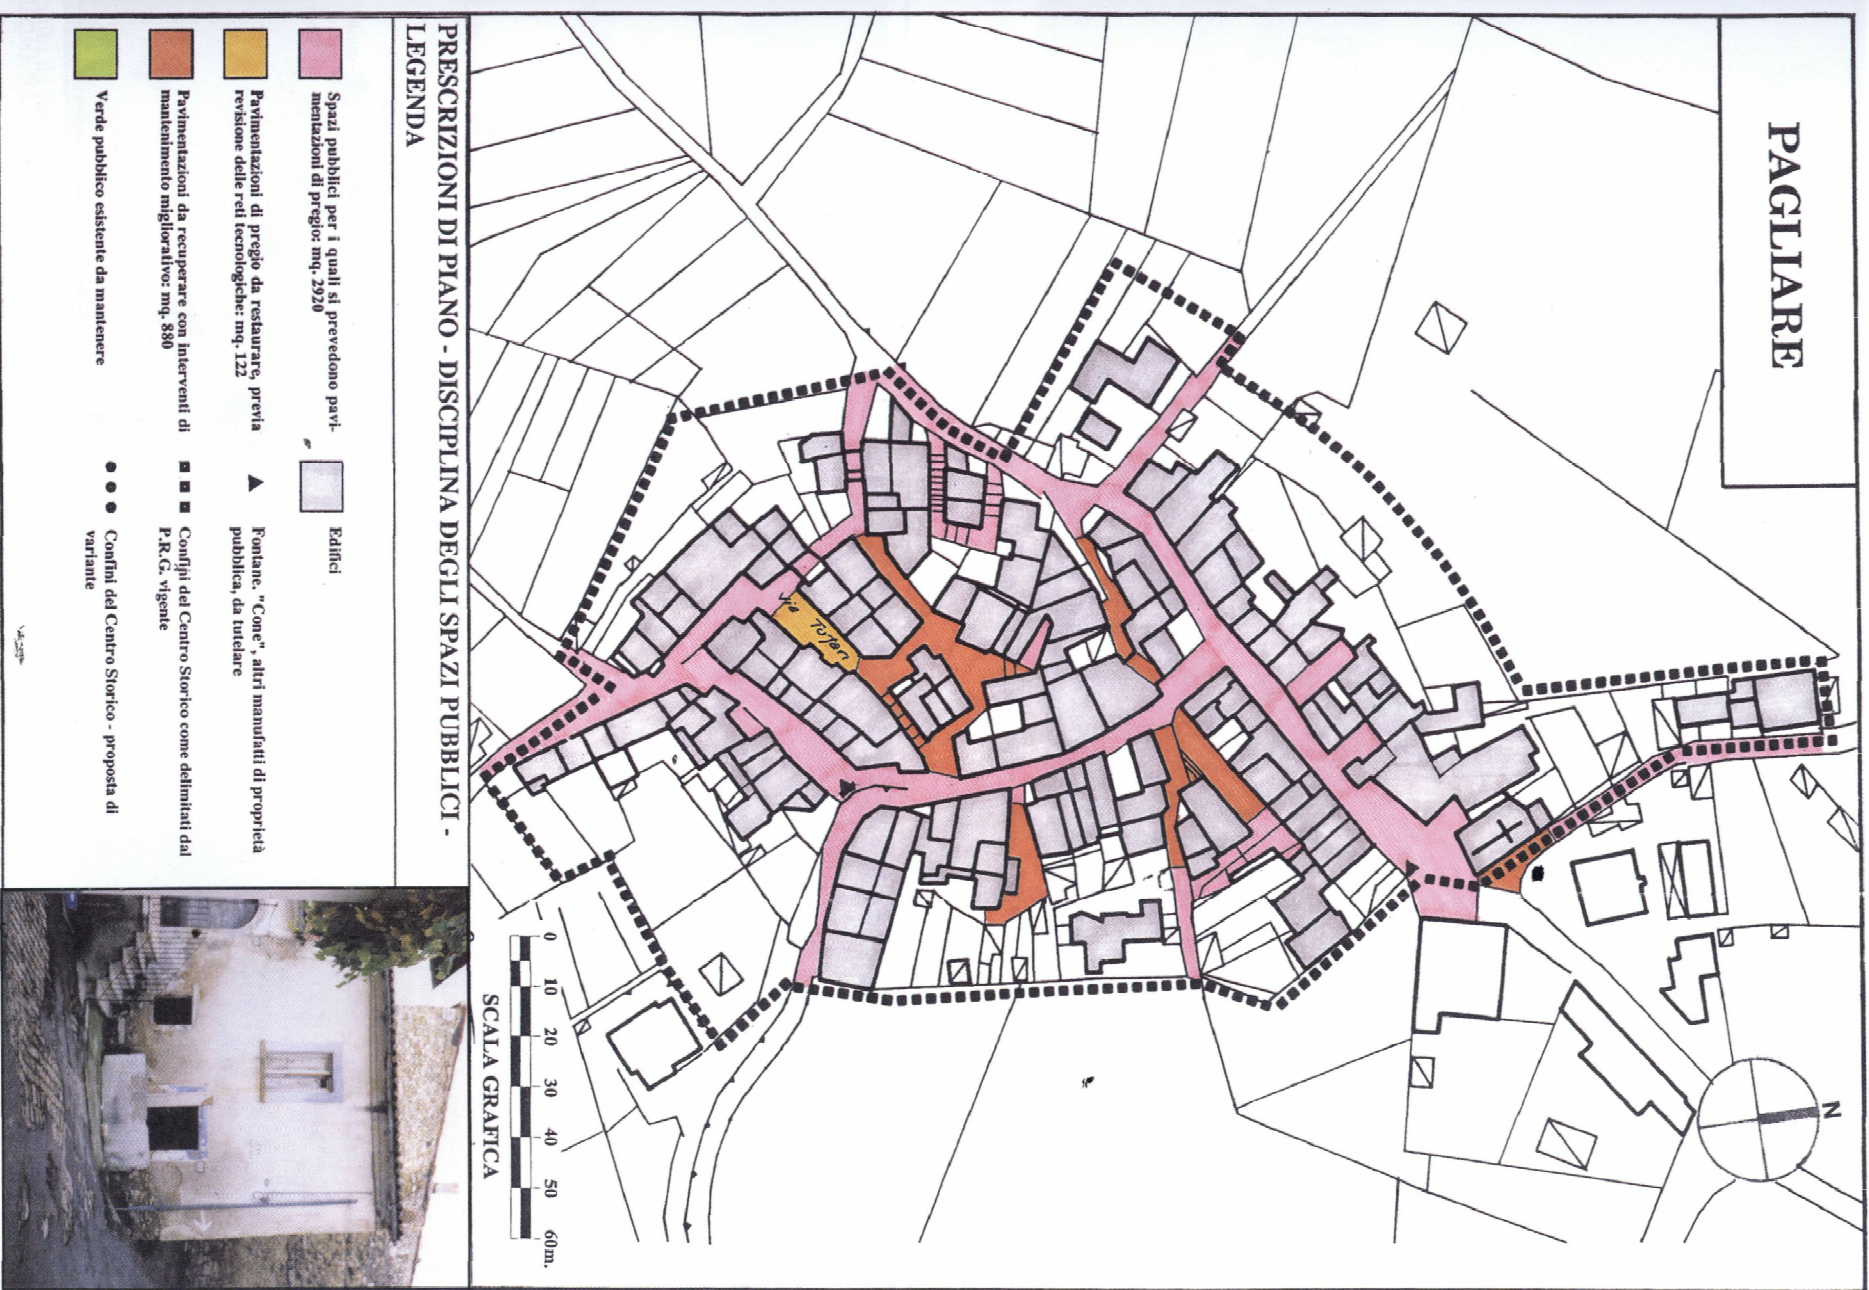 PAGLIARE
PRESCRIZIONI DI PIANO - DISCIPLINA DEGLI SPAZI PUBBLICI -
LEGENDA
Spazi pubblici per i quali si prevedono pavi-
mentazioni di pregio: mq. 2920
Pavimentazioni di pregio da restaurare, previa
revisione delle reti tecnologiche: mq. 122
Pavimentazioni da recuperare con interventi di
mantenimento migliorativo: mq. 880
Verde pubblico esistente da mantenere
Edifici
Fontane. "Cone", altri manufatti di proprietà
pubblica, da tutelare
Confini del Centro Storico come delimitati dal
P.R.G. vigente
Confini del Centro Storico - proposta di
variante
Via Tofari
0 10 20 30 40 50 60m.
SCALA GRAFICA
N